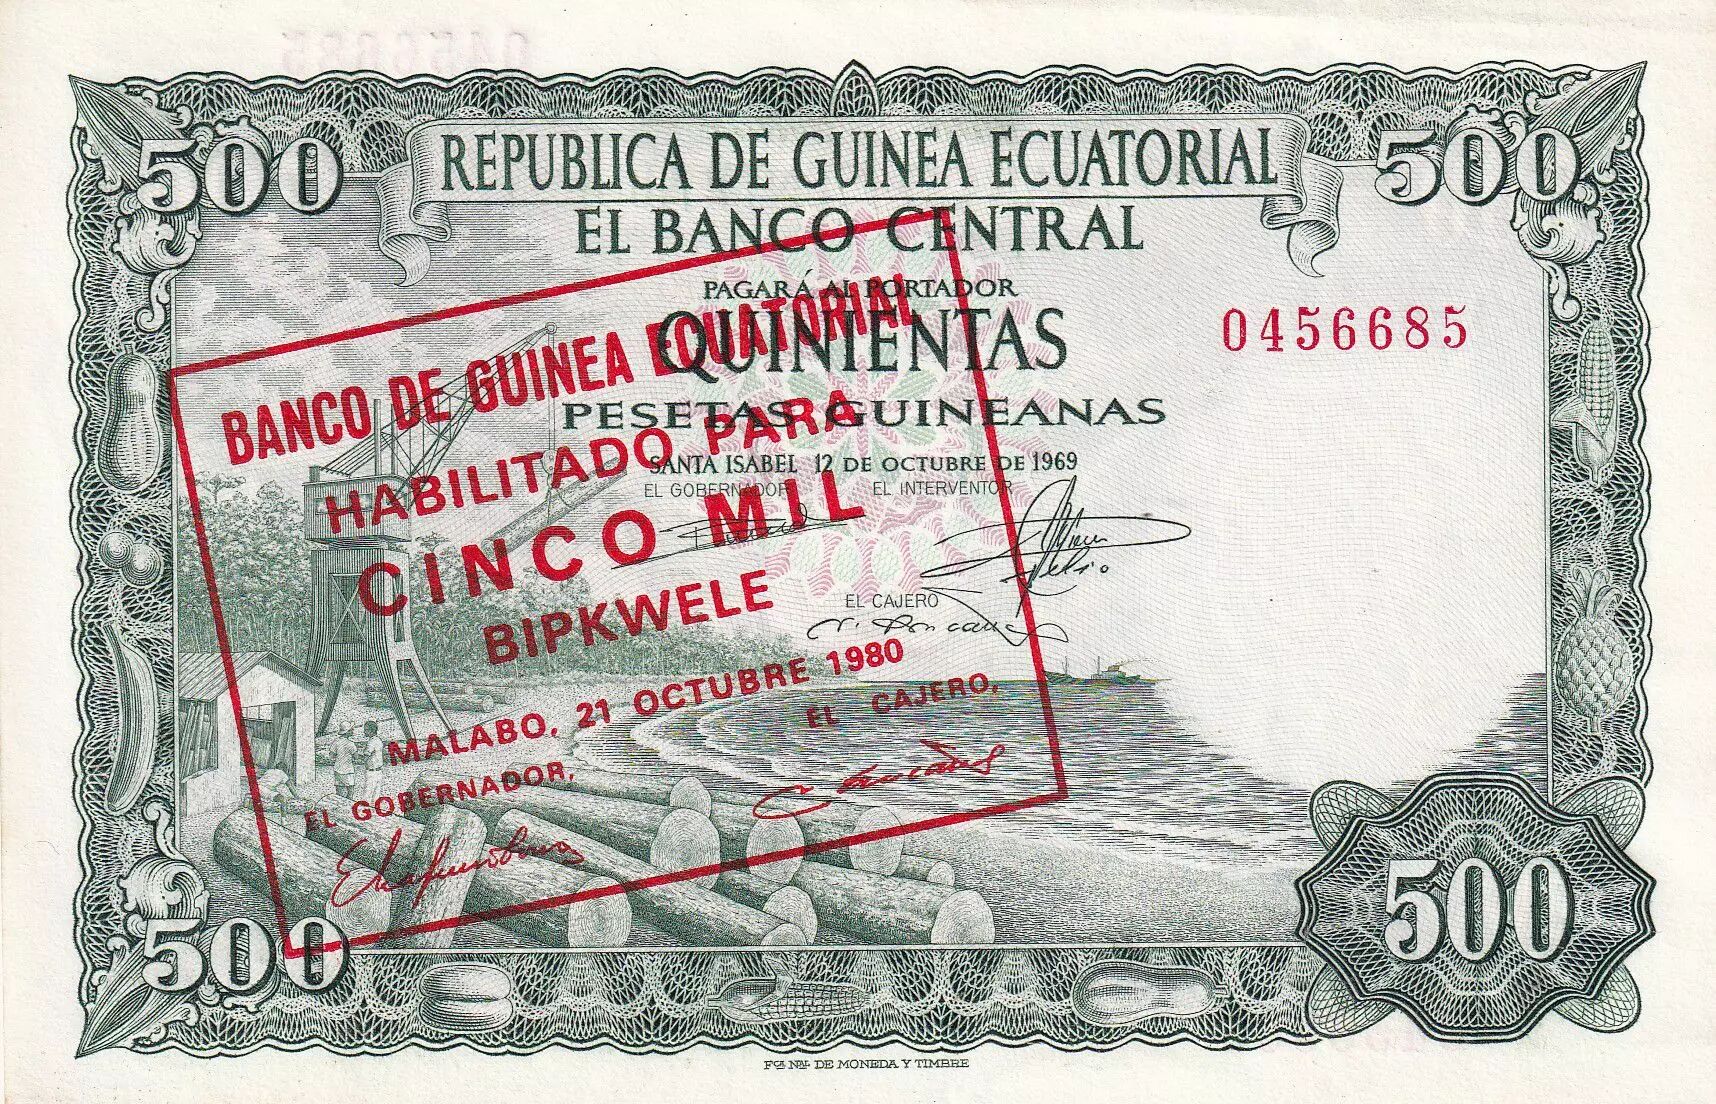 500
500
REPUBLICA DE GUINEA ECUATORIAL
EL BANCO CENTRAL
PAGARÁ AL PORTADOR
QUINIENTAS
PESETAS GUINEANAS
SANTA ISABEL 12 DE OCTUBRE DE 1969
EL GOBERNADOR
EL INTERVENTOR
EL CAJERO
0456685
BANCO DE GUINEA ECUATORIAL
HABILITADO PARA
CINCO MIL
BIPKWELE
MALABO, 21 OCTUBRE 1980
EL GOBERNADOR,
EL CAJERO,
500
500
FCA NAL DE MONEDA Y TIMBRE